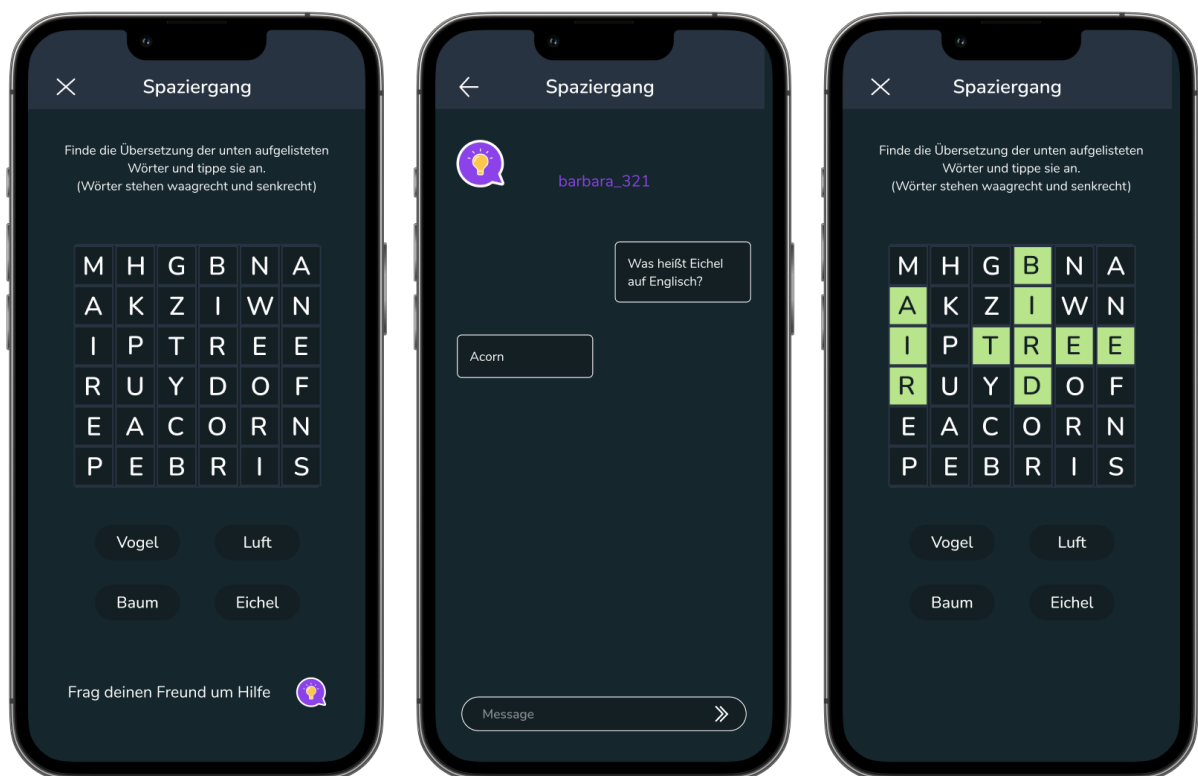 Spaziergang
Finde die Übersetzung der unten aufgelisteten
Wörter und tippe sie an.
(Wörter stehen waagrecht und senkrecht)
M H G B N A
A K Z I W N
I P T R E E
R U Y D O F
E A C O R N
P E B R I S
Vogel Luft
Baum Eichel
Frag deinen Freund um Hilfe
Spaziergang
barbara_321
Was heißt Eichel
auf Englisch?
Acorn
Message
Spaziergang
Finde die Übersetzung der unten aufgelisteten
Wörter und tippe sie an.
(Wörter stehen waagrecht und senkrecht)
M H G B N A
A K Z I W N
I P T R E E
R U Y D O F
E A C O R N
P E B R I S
Vogel Luft
Baum Eichel